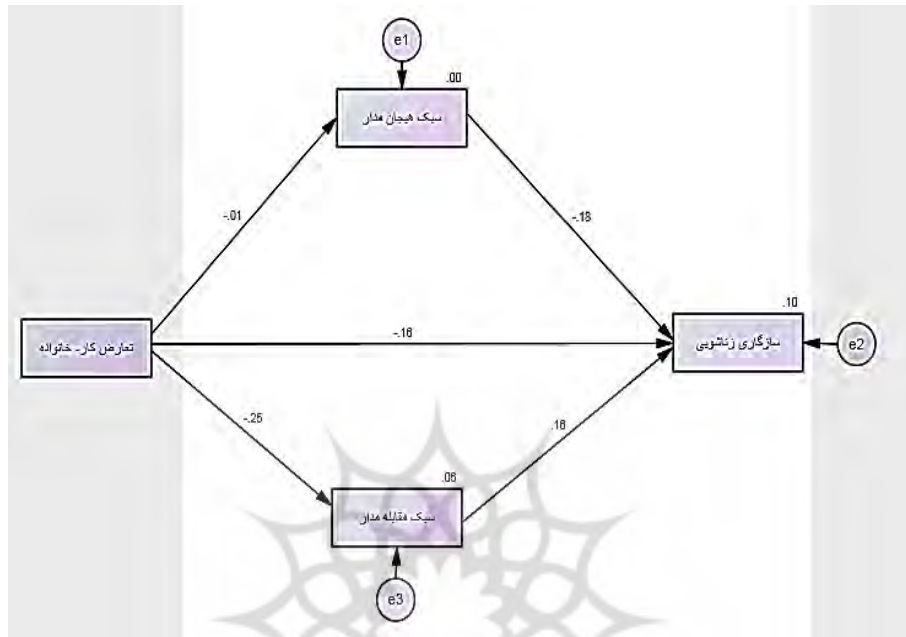 e1
.00
سبک هیجان مدار
-.01
-.18
.10
تعارض کار- خانواده
-.16
سازگاری زناشویی
e2
-.25
.16
.06
سبک مقابله مدار
e3